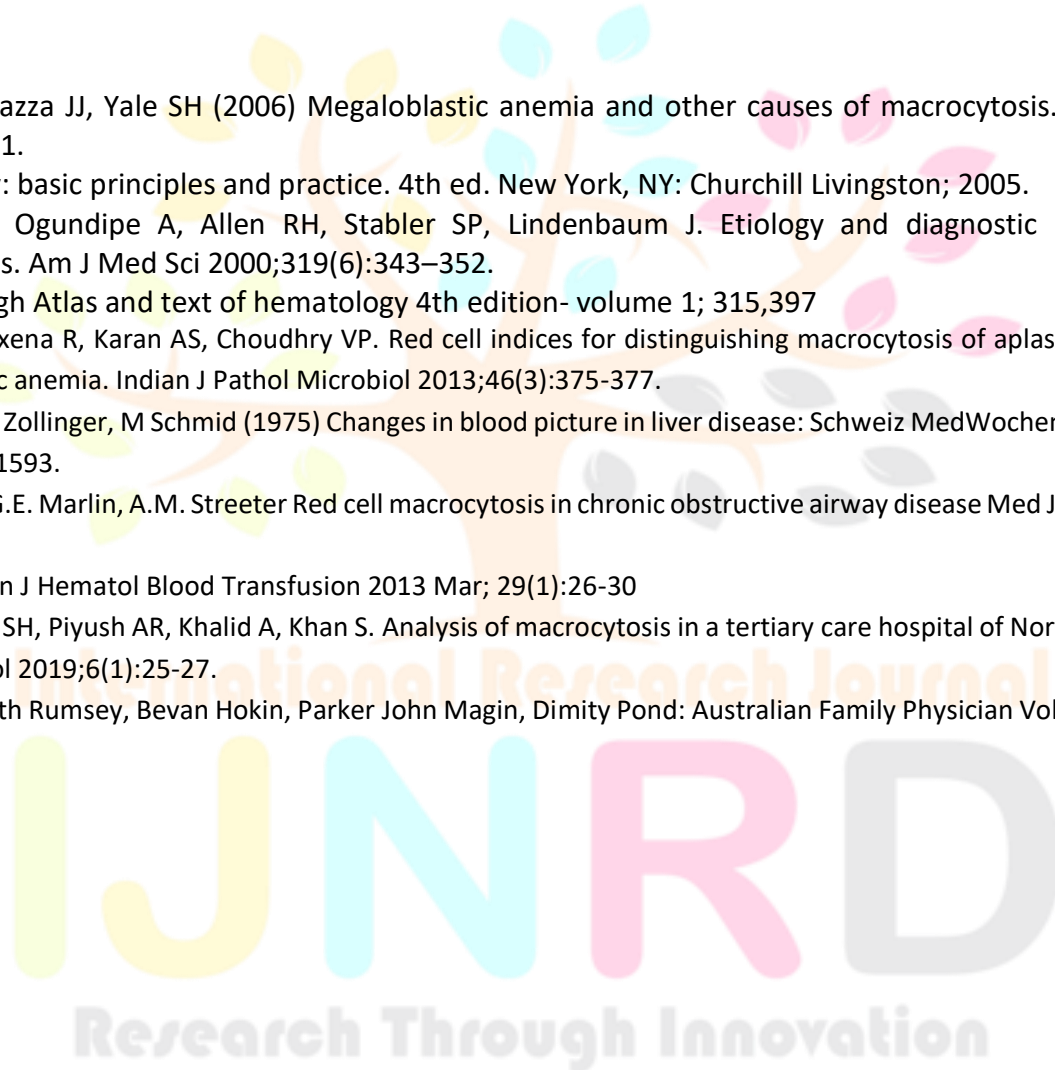 azza JJ, Yale SH (2006) Megaloblastic anemia and other causes of macrocytosis.
1.
: basic principles and practice. 4th ed. New York, NY: Churchill Livingston; 2005.
Ogundipe A, Allen RH, Stabler SP, Lindenbaum J. Etiology and diagnostic
s. Am J Med Sci 2000;319(6):343–352.
gh Atlas and text of hematology 4th edition- volume 1; 315,397
xena R, Karan AS, Choudhry VP. Red cell indices for distinguishing macrocytosis of aplas
c anemia. Indian J Pathol Microbiol 2013;46(3):375-377.
Zollinger, M Schmid (1975) Changes in blood picture in liver disease: Schweiz MedWocher
1593.
G.E. Marlin, A.M. Streeter Red cell macrocytosis in chronic obstructive airway disease Med J
n J Hematol Blood Transfusion 2013 Mar; 29(1):26-30
SH, Piyush AR, Khalid A, Khan S. Analysis of macrocytosis in a tertiary care hospital of Nor
ol 2019;6(1):25-27.
International Research Journal
th Rumsey, Bevan Hokin, Parker John Magin, Dimity Pond: Australian Family Physician Vol
IJNRD
Research Through Innovation